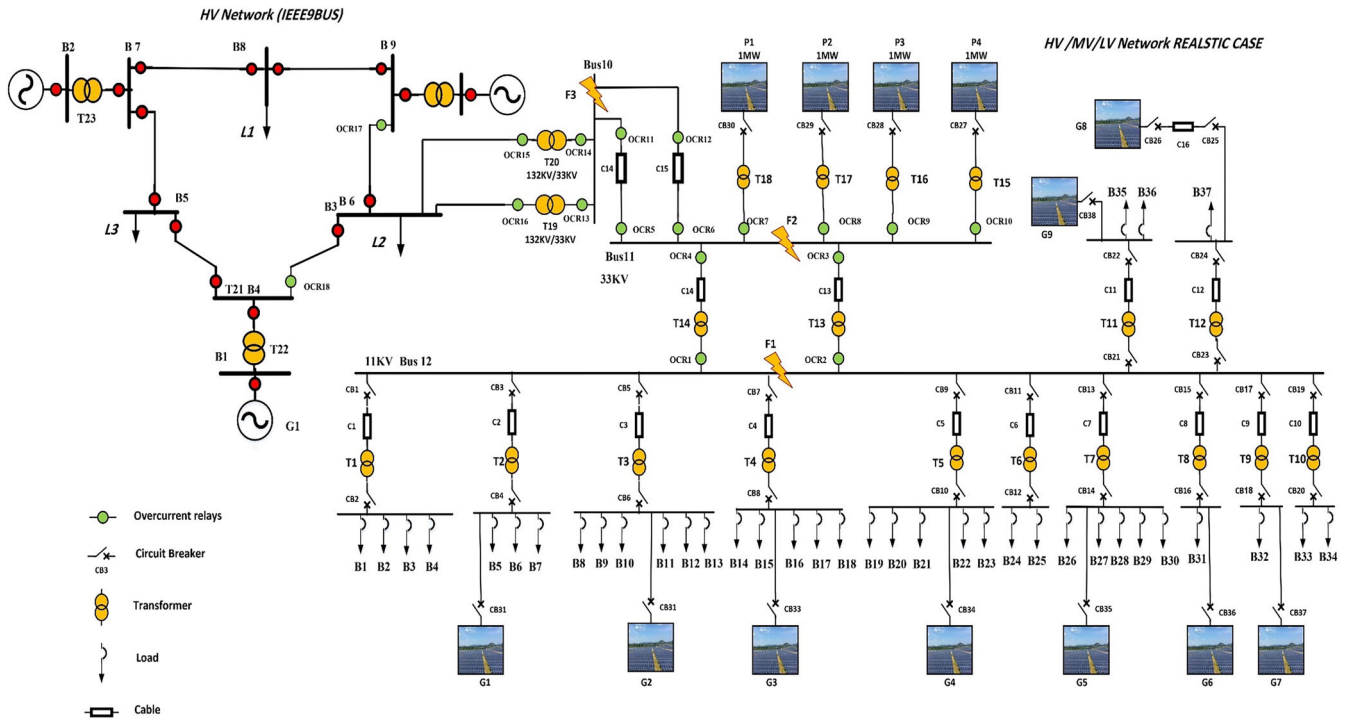 HV Network (IEEE9BUS)
HV /MV/LV Network REALSTIC CASE
B2
B 7
B8
B 9
T23
L1
OCR17
B5
L3
B3
B 6
L2
T21
B4
OCR18
B1
T22
G1
Bus10
F3
OCR15
T20
132KV/33KV
OCR14
OCR16
T19
132KV/33KV
OCR13
OCR11
OCR12
C14
C15
OCR5
OCR6
P1
1MW
P2
1MW
P3
1MW
P4
1MW
CB30
CB29
CB28
CB27
T18
T17
T16
T15
OCR7
OCR8
OCR9
OCR10
F2
Bus11
33KV
OCR4
OCR3
C14
C13
T14
T13
OCR1
OCR2
F1
G8
CB26
C16
CB25
G9
CB38
B35
B36
B37
CB22
CB24
C11
C12
T11
T12
CB21
CB23
11KV Bus 12
CB1
CB3
CB5
CB7
CB9
CB11
CB13
CB15
CB17
CB19
C1
C2
C3
C4
C5
C6
C7
C8
C9
C10
T1
T2
T3
T4
T5
T6
T7
T8
T9
T10
CB2
CB4
CB6
CB8
CB10
CB12
CB14
CB16
CB18
CB20
B1
B2
B3
B4
B5
B6
B7
B8
B9
B10
B11
B12
B13
B14
B15
B16
B17
B18
B19
B20
B21
B22
B23
B24
B25
B26
B27
B28
B29
B30
B31
B32
B33
B34
CB31
CB31
CB33
CB34
CB35
CB36
CB37
G1
G2
G3
G4
G5
G6
G7
Overcurrent relays
Circuit Breaker
CB3
Transformer
Load
Cable